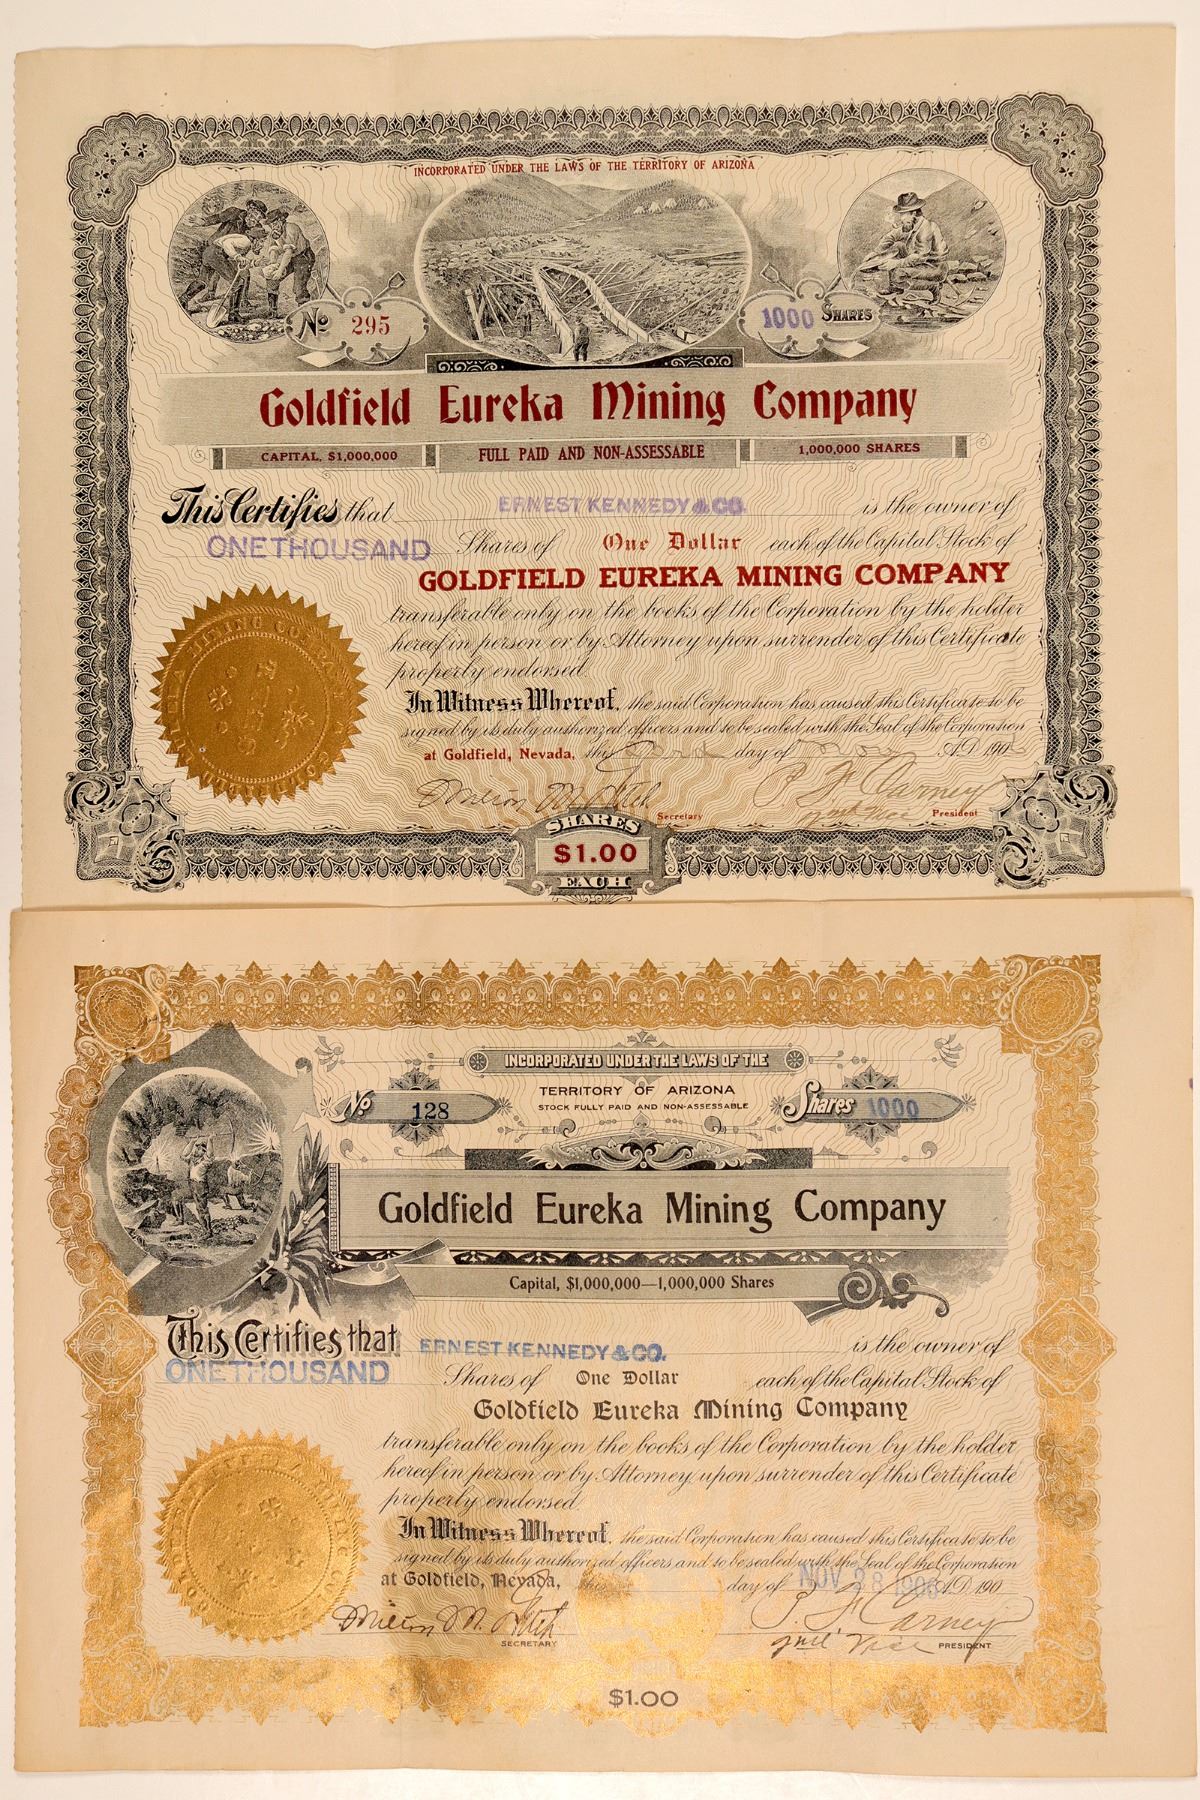 INCORPORATED UNDER THE LAWS OF THE TERRITORY OF ARIZONA
No 295
1000 SHARES
Goldfield Eureka Mining Company
CAPITAL, $1,000,000 FULL PAID AND NON-ASSESSABLE 1,000,000 SHARES
This Certifies that ERNEST KENNEDY & CO. is the owner of
ONE THOUSAND Shares of One Dollar each of the Capital Stock of
GOLDFIELD EUREKA MINING COMPANY
transferable only on the books of the Corporation by the holder
hereof in person or by Attorney upon surrender of this Certificate
properly endorsed.
In Witness Whereof, the said Corporation has caused this Certificate to be
signed by its duly authorized officers and to be sealed with the Seal of the Corporation
at Goldfield, Nevada, this 3rd day of Nov A.D. 190
Milton M. President
Secretary
SHARES
$1.00
EACH
INCORPORATED UNDER THE LAWS OF THE
TERRITORY OF ARIZONA
STOCK FULLY PAID AND NON-ASSESSABLE
No 128
Shares 1000
Goldfield Eureka Mining Company
Capital, $1,000,000—1,000,000 Shares
This Certifies that ERNEST KENNEDY & CO. is the owner of
ONE THOUSAND Shares of One Dollar each of the Capital Stock of
Goldfield Eureka Mining Company
transferable only on the books of the Corporation by the holder
hereof in person or by Attorney upon surrender of this Certificate
properly endorsed.
In Witness Whereof, the said Corporation has caused this Certificate to be
signed by its duly authorized officers and to be sealed with the Seal of the Corporation
at Goldfield, Nevada, this day of NOV 28 1906 A.D. 190
Milton M.
SECRETARY
PRESIDENT
$1.00